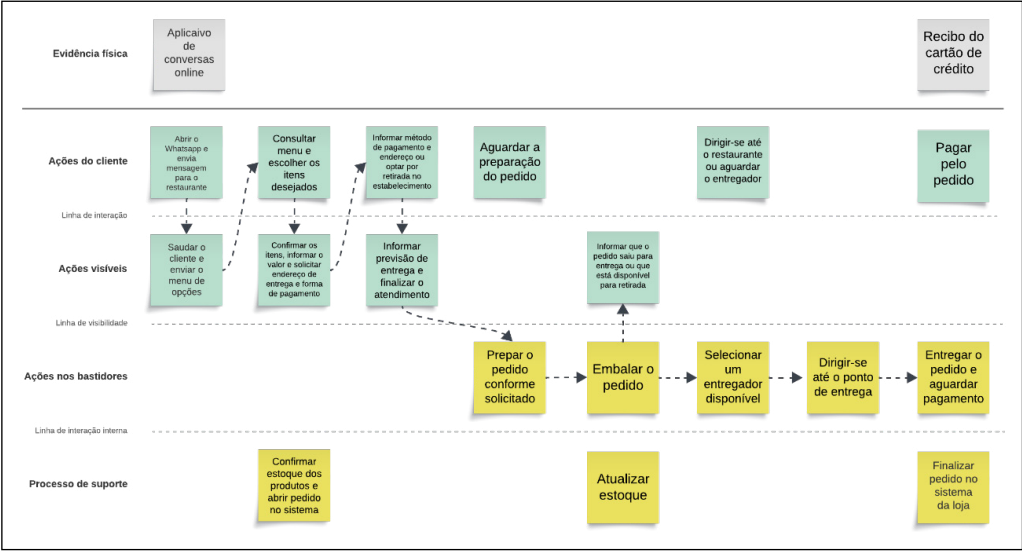 Evidência física
Aplicaivo
de
conversas
online
Recibo do
cartão de
crédito
Ações do cliente
Abrir o
Whatsapp e
envia
mensagem
para o
restaurante
Consultar
menu e
escolher os
itens
desejados
Informar método
de pagamento e
endereço ou
optar por
retirada no
estabelecimento
Aguardar a
preparação
do pedido
Dirigir-se até
o restaurante
ou aguardar
o entregador
Pagar
pelo
pedido
Linha de interação
Ações visíveis
Saudar o
cliente e
enviar o
menu de
opções
Confirmar os
itens, informar o
valor e solicitar
endereço de
entrega e forma
de pagamento
Informar
previsão de
entrega e
finalizar o
atendimento
Informar que o
pedido saiu para
entrega ou que
está disponível
para retirada
Linha de visibilidade
Ações nos bastidores
Prepar o
pedido
conforme
solicitado
Embalar o
pedido
Selecionar
um
entregador
disponível
Dirigir-se
até o ponto
de entrega
Entregar o
pedido e
aguardar
pagamento
Linha de interação interna
Processo de suporte
Confirmar
estoque dos
produtos e
abrir pedido
no sistema
Atualizar
estoque
Finalizar
pedido no
sistema
da loja